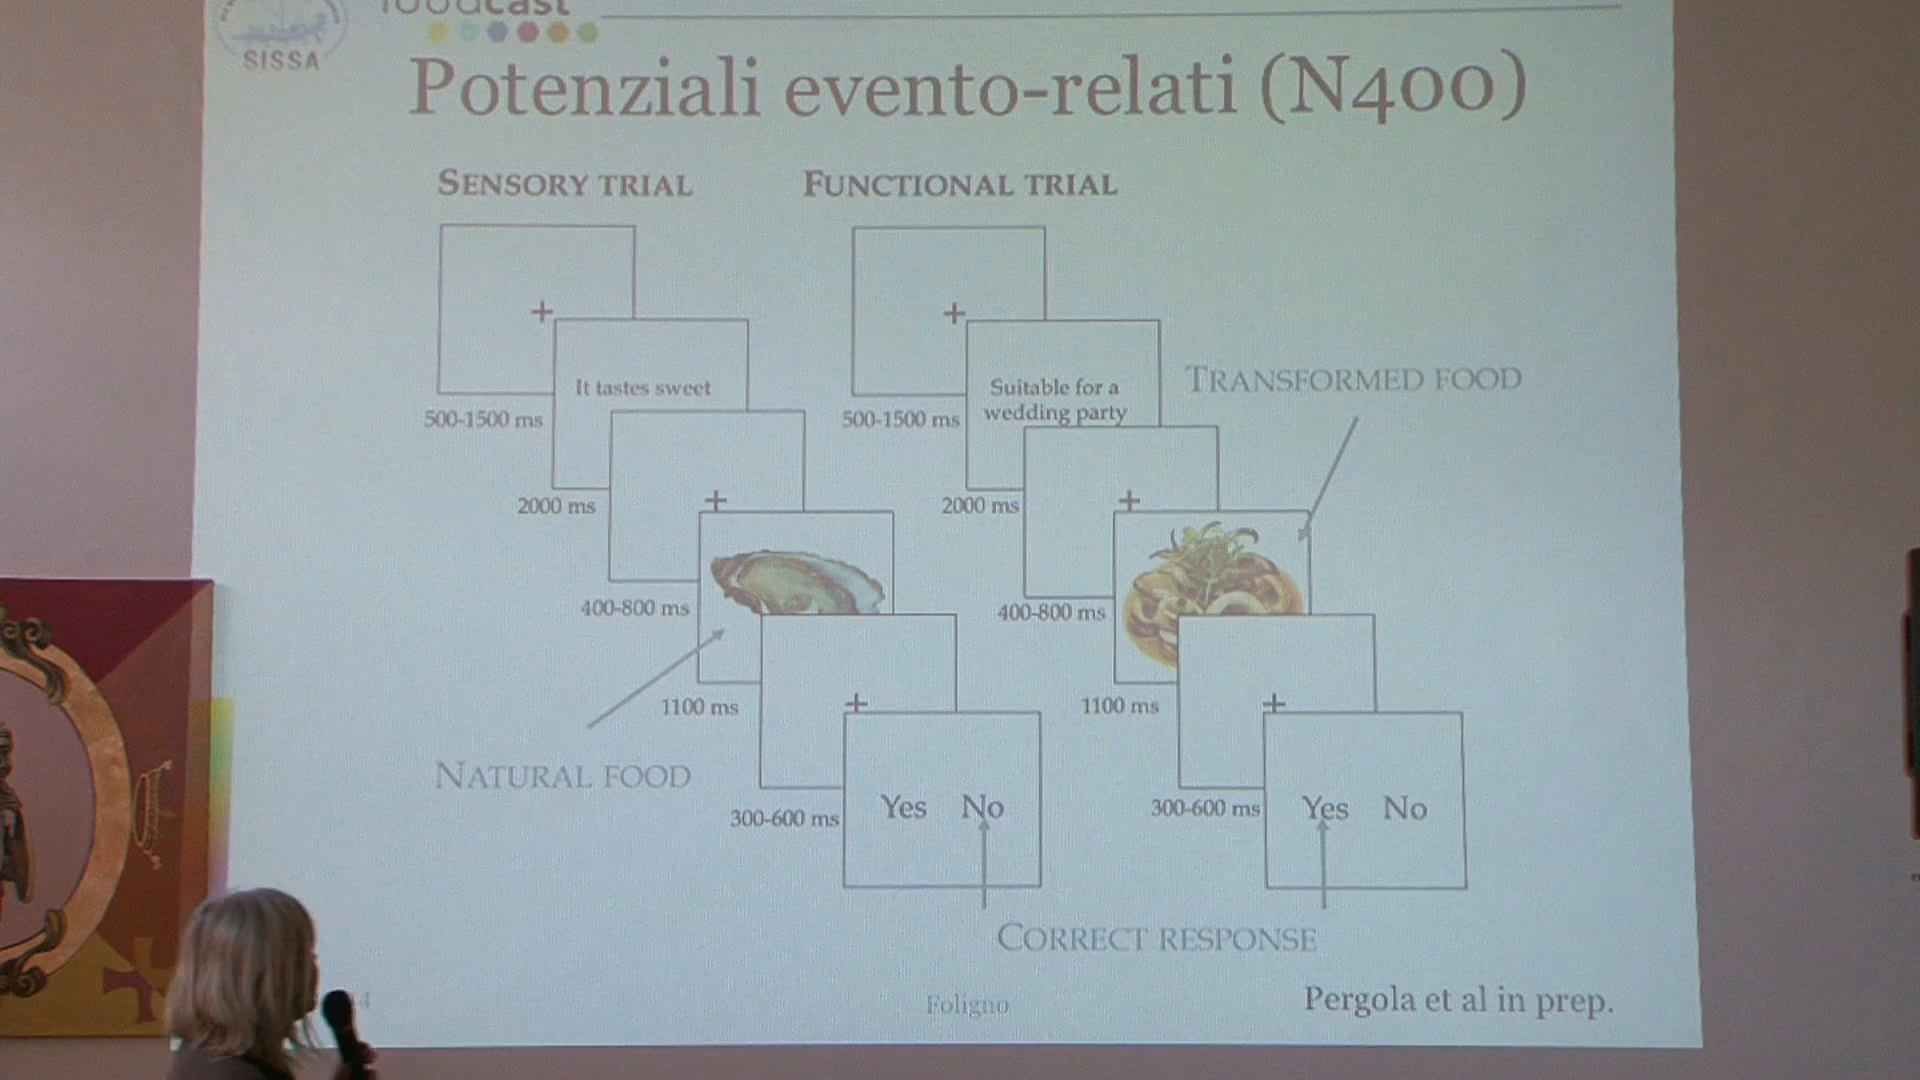 foodcast
SISSA
Potenziali evento-relati (N400)
SENSORY TRIAL
FUNCTIONAL TRIAL
+
It tastes sweet
500-1500 ms
+
2000 ms
400-800 ms
1100 ms
NATURAL FOOD
+
300-600 ms
Yes No
+
Suitable for a
wedding party
500-1500 ms
TRANSFORMED FOOD
+
2000 ms
400-800 ms
1100 ms
+
300-600 ms
Yes No
CORRECT RESPONSE
Foligno
Pergola et al in prep.